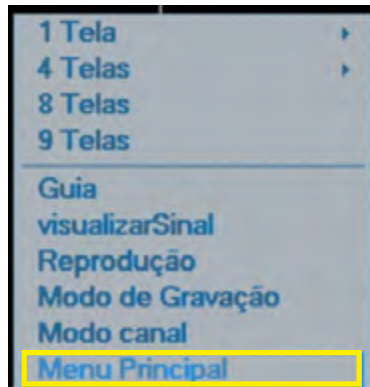 1 Tela
4 Telas
8 Telas
9 Telas
Guia
visualizarSinal
Reprodução
Modo de Gravação
Modo canal
Menu Principal